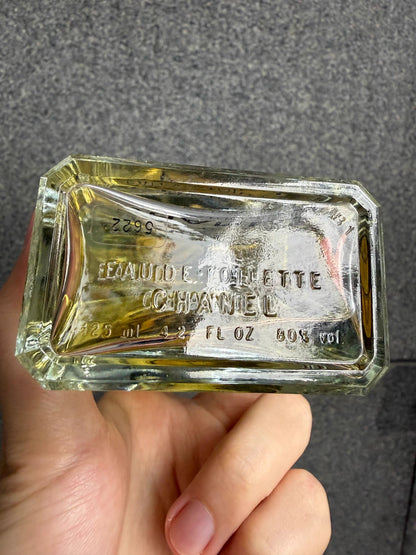 5622
EAU DE TOILETTE
CHANEL
125 ml 4.2 FL OZ 80% vol